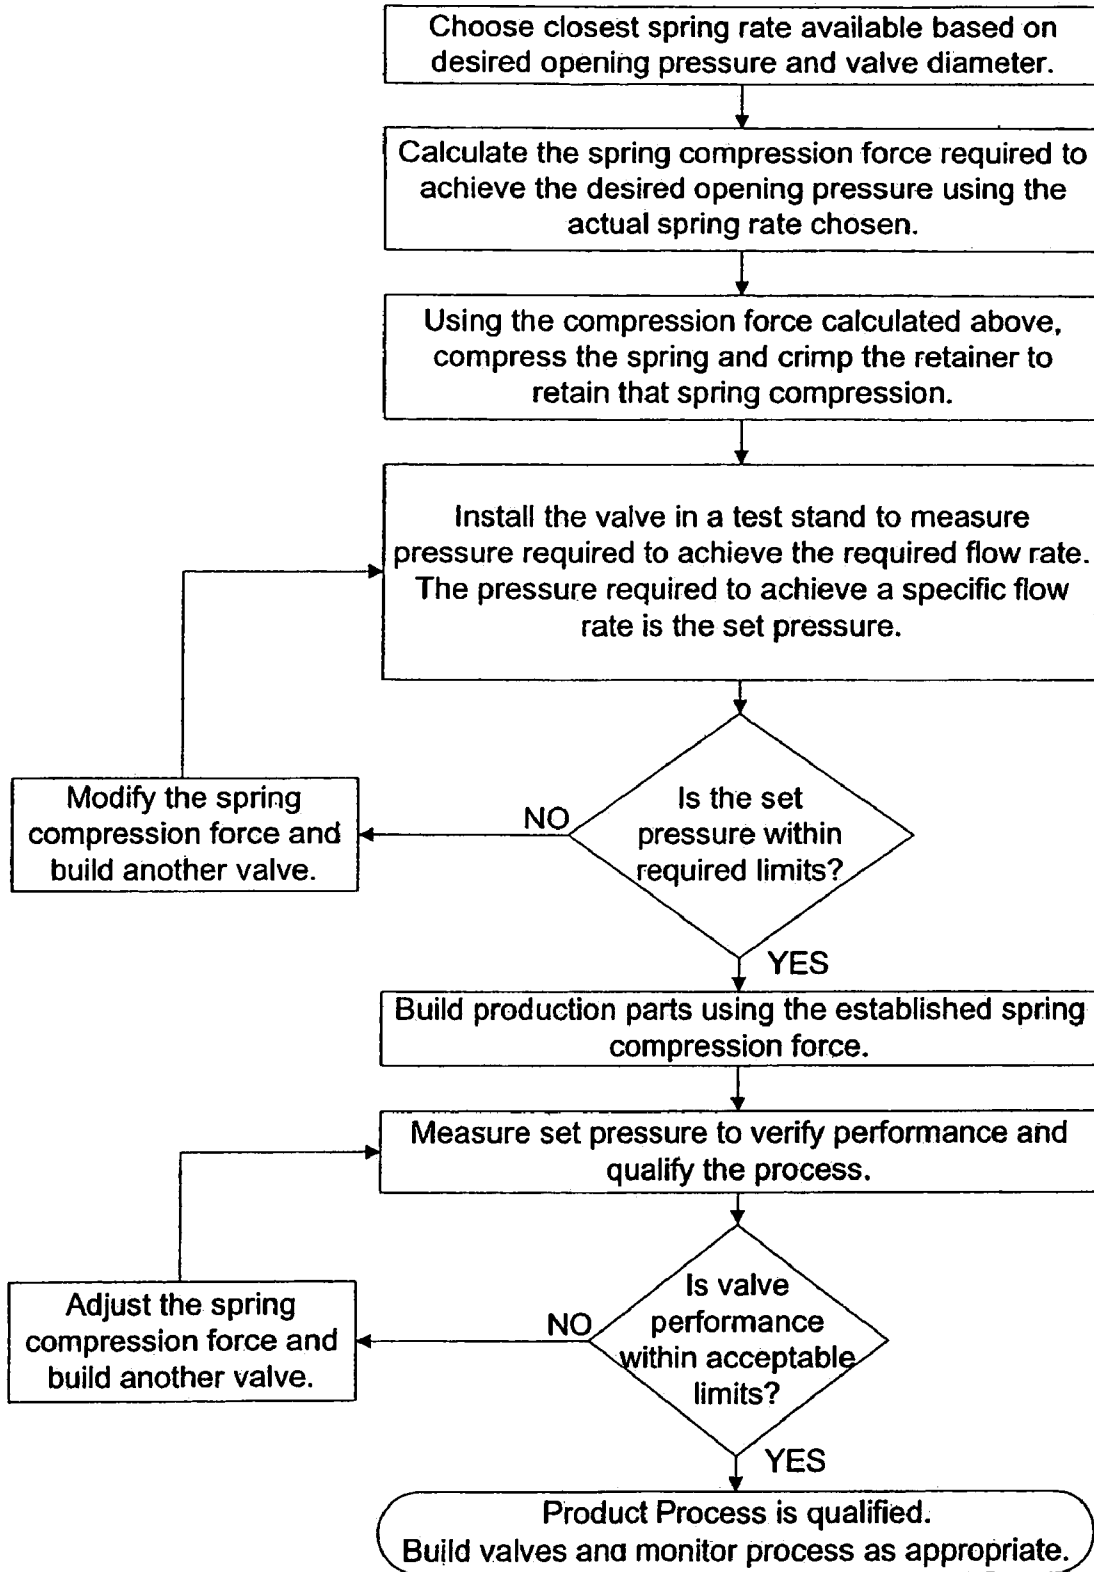 Choose closest spring rate available based on
desired opening pressure and valve diameter.
Calculate the spring compression force required to
achieve the desired opening pressure using the
actual spring rate chosen.
Using the compression force calculated above,
compress the spring and crimp the retainer to
retain that spring compression.
Install the valve in a test stand to measure
pressure required to achieve the required flow rate.
The pressure required to achieve a specific flow
rate is the set pressure.
Is the set
pressure within
required limits?
NO
Modify the spring
compression force and
build another valve.
YES
Build production parts using the established spring
compression force.
Measure set pressure to verify performance and
qualify the process.
Is valve
performance
within acceptable
limits?
NO
Adjust the spring
compression force and
build another valve.
YES
Product Process is qualified.
Build valves and monitor process as appropriate.